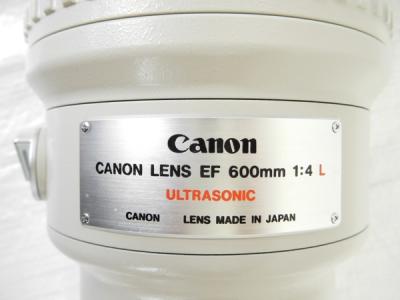 Canon
CANON LENS EF 600mm 1:4 L
ULTRASONIC
CANON LENS MADE IN JAPAN